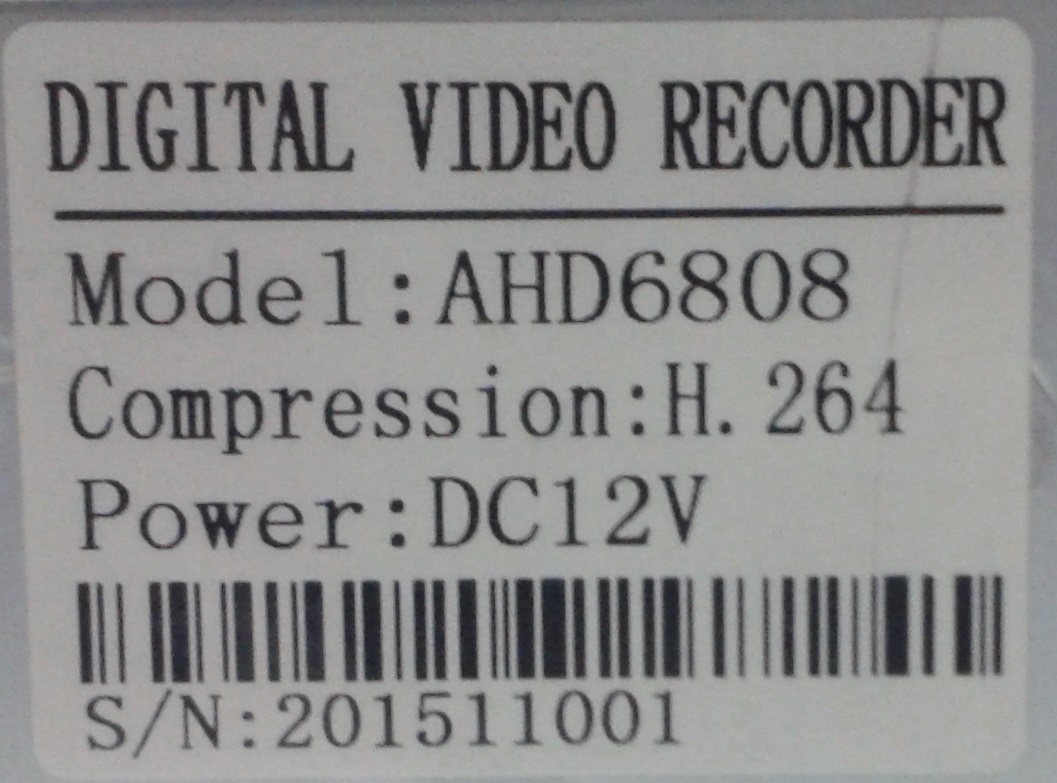 DIGITAL VIDEO RECORDER
Model:AHD6808
Compression:H.264
Power:DC12V
S/N:201511001